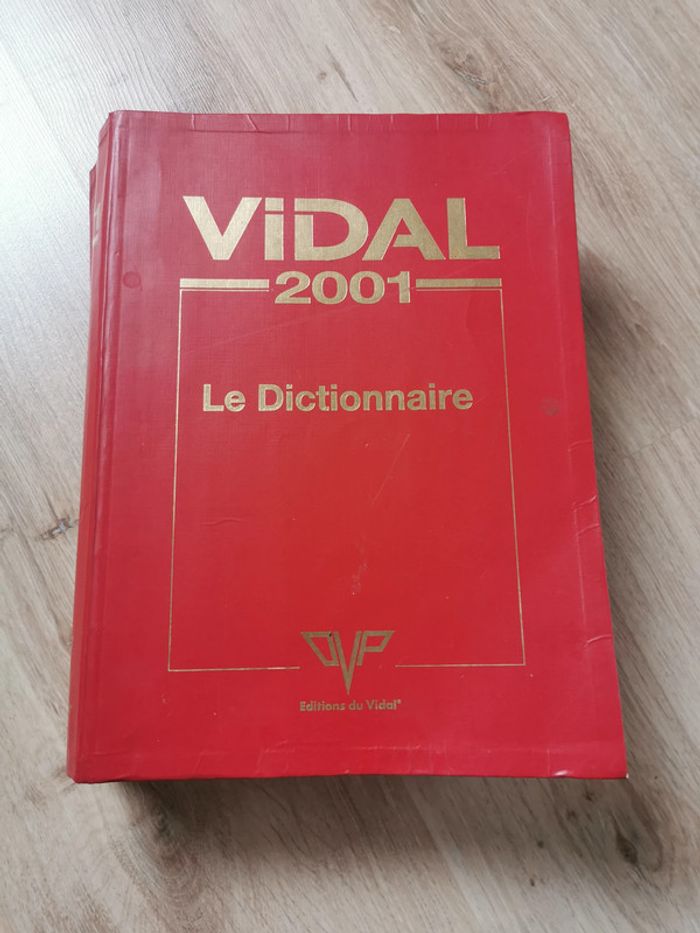 ViDAL
2001
Le Dictionnaire
OVP
Editions du Vidal®